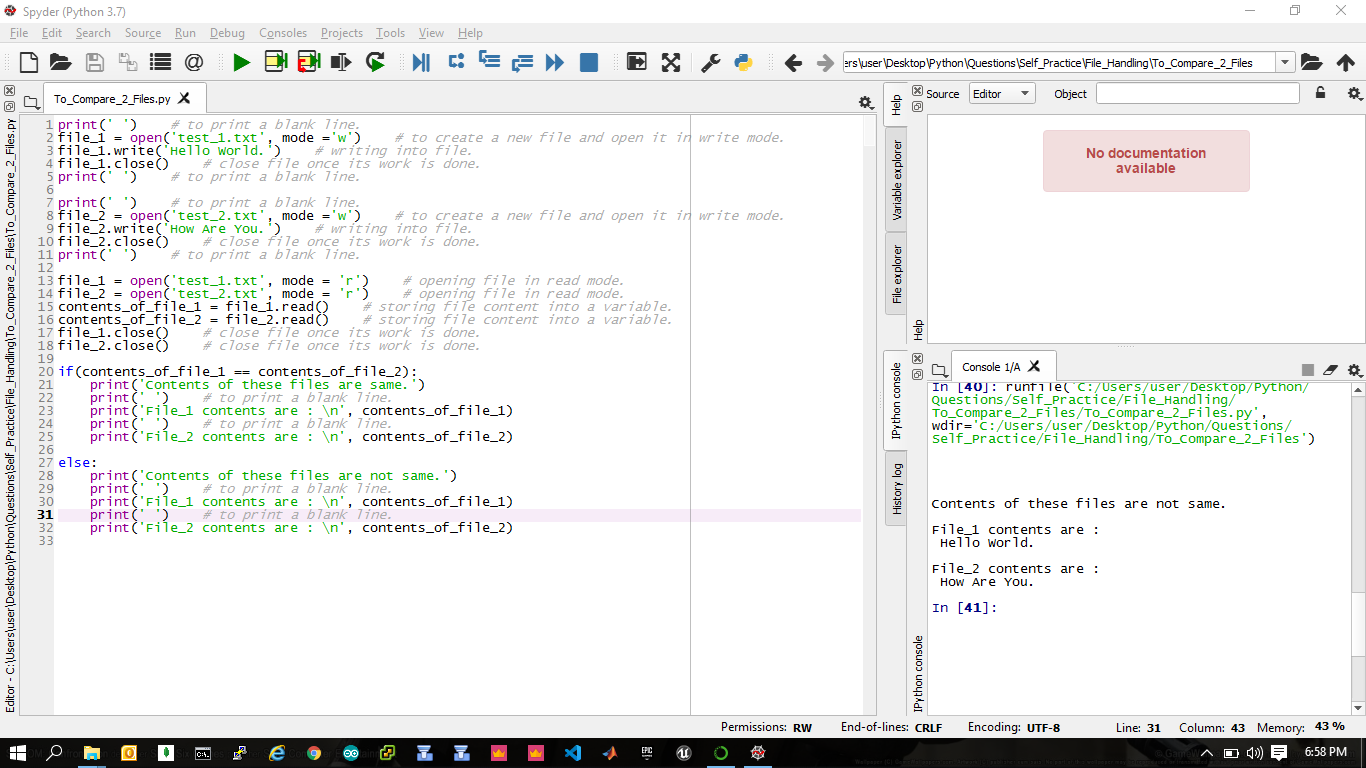 Spyder (Python 3.7)
File Edit Search Source Run Debug Consoles Projects Tools View Help
ers\user\Desktop\Python\Questions\Self_Practice\File_Handling\To_Compare_2_Files
Editor - C:\Users\user\Desktop\Python\Questions\Self_Practice\File_Handling\To_Compare_2_Files\To_Compare_2_Files.py
To_Compare_2_Files.py
1 print(' ')    # to print a blank line.
2 file_1 = open('test_1.txt', mode ='w')    # to create a new file and open it in write mode.
3 file_1.write('Hello World.')    # writing into file.
4 file_1.close()    # close file once its work is done.
5 print(' ')    # to print a blank line.
6
7 print(' ')    # to print a blank line.
8 file_2 = open('test_2.txt', mode ='w')    # to create a new file and open it in write mode.
9 file_2.write('How Are You.')    # writing into file.
10 file_2.close()    # close file once its work is done.
11 print(' ')    # to print a blank line.
12
13 file_1 = open('test_1.txt', mode = 'r')    # opening file in read mode.
14 file_2 = open('test_2.txt', mode = 'r')    # opening file in read mode.
15 contents_of_file_1 = file_1.read()    # storing file content into a variable.
16 contents_of_file_2 = file_2.read()    # storing file content into a variable.
17 file_1.close()    # close file once its work is done.
18 file_2.close()    # close file once its work is done.
19
20 if(contents_of_file_1 == contents_of_file_2):
21     print('Contents of these files are same.')
22     print(' ')    # to print a blank line.
23     print('File_1 contents are : \n', contents_of_file_1)
24     print(' ')    # to print a blank line.
25     print('File_2 contents are : \n', contents_of_file_2)
26
27 else:
28     print('Contents of these files are not same.')
29     print(' ')    # to print a blank line.
30     print('File_1 contents are : \n', contents_of_file_1)
31     print(' ')    # to print a blank line.
32     print('File_2 contents are : \n', contents_of_file_2)
33
Help
Variable explorer
File explorer
Help
Source Editor Object
No documentation
available
IPython console
History log
IPython console
Console 1/A
In [40]: runfile('C:/Users/user/Desktop/Python/
Questions/Self_Practice/File_Handling/
To_Compare_2_Files/To_Compare_2_Files.py',
wdir='C:/Users/user/Desktop/Python/Questions/
Self_Practice/File_Handling/To_Compare_2_Files')
Contents of these files are not same.
File_1 contents are :
 Hello World.
File_2 contents are :
 How Are You.
In [41]:
Permissions: RW End-of-lines: CRLF Encoding: UTF-8 Line: 31 Column: 43 Memory: 43 %
EPIC
GAMES
6:58 PM